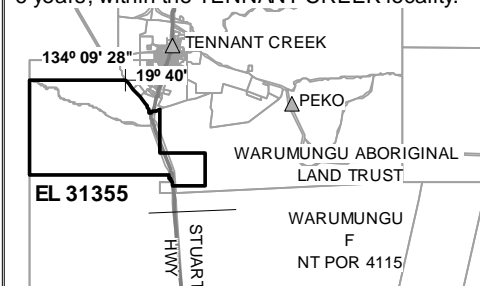 6 years, within the TENNANT CREEK locality.
TENNANT CREEK
134º 09' 28"
19º 40'
PEKO
WARUMUNGU ABORIGINAL
LAND TRUST
EL 31355
WARUMUNGU
F
NT POR 4115
STUART
HWY